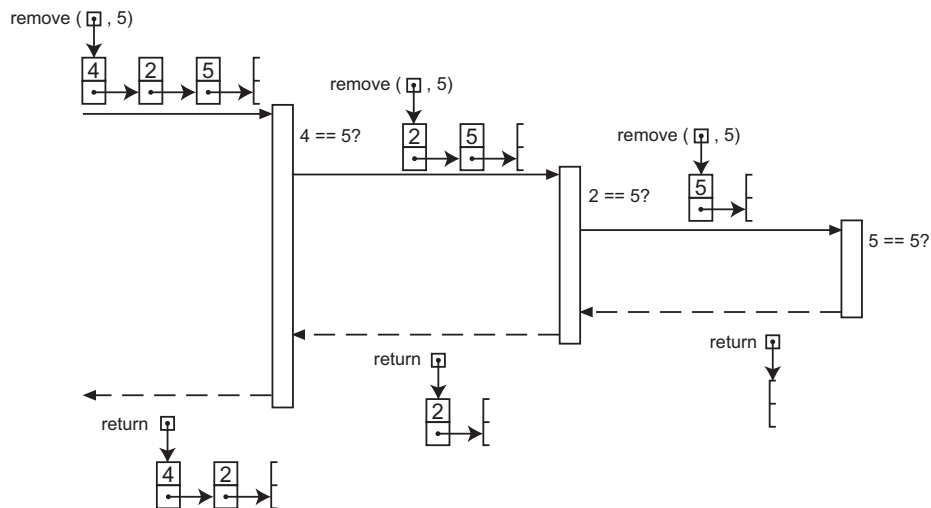 remove ( , 5)
4 2 5
4 == 5?
remove ( , 5)
2 5
2 == 5?
remove ( , 5)
5
5 == 5?
return
return
2
return
4 2